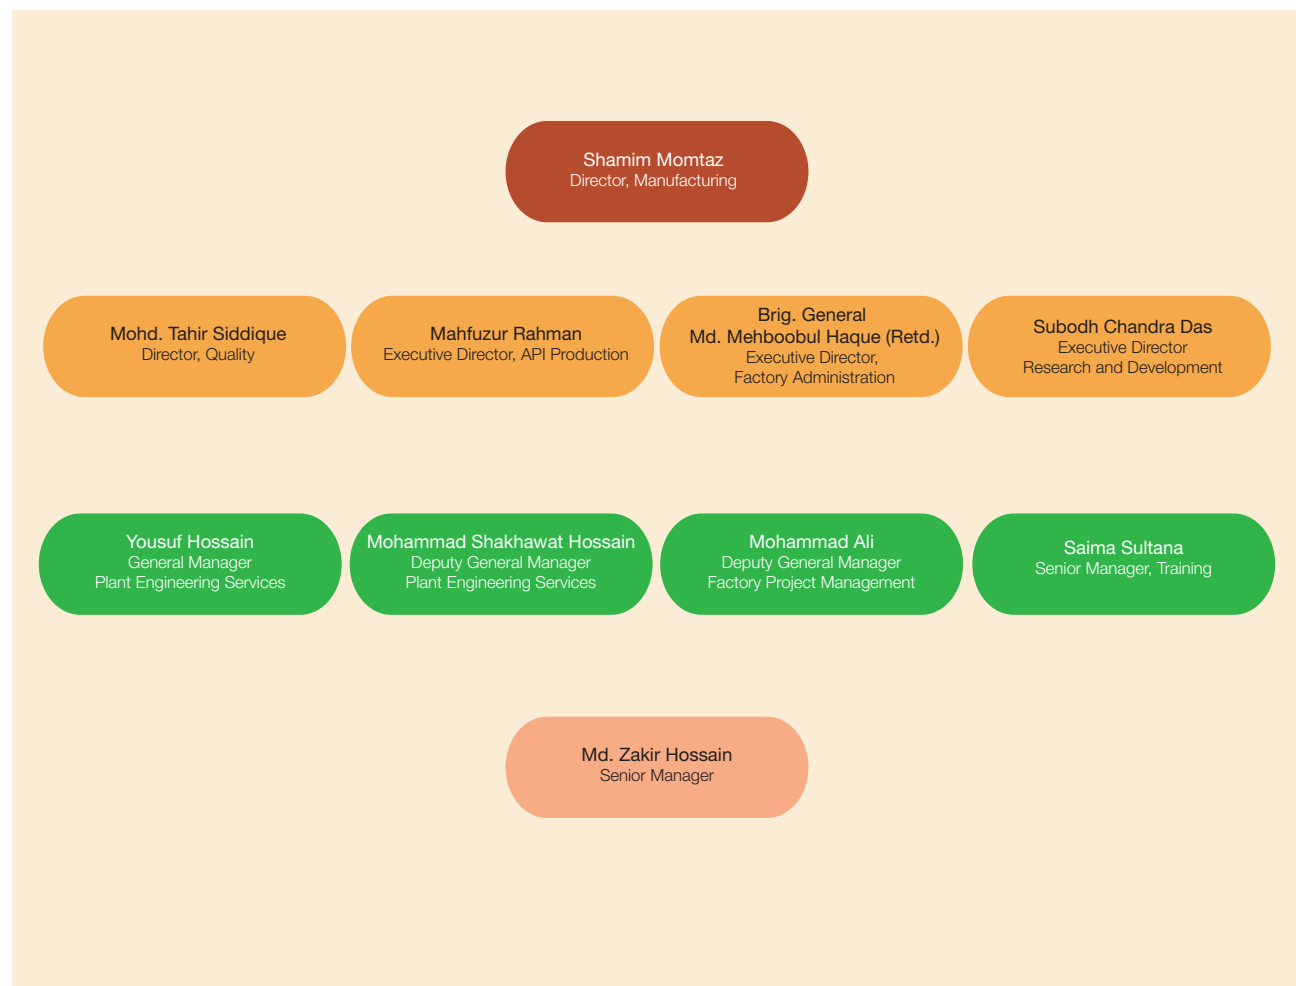 Shamim Momtaz
Director, Manufacturing
Mohd. Tahir Siddique
Director, Quality
Mahfuzur Rahman
Executive Director, API Production
Brig. General
Md. Mehboobul Haque (Retd.)
Executive Director,
Factory Administration
Subodh Chandra Das
Executive Director
Research and Development
Yousuf Hossain
General Manager
Plant Engineering Services
Mohammad Shakhawat Hossain
Deputy General Manager
Plant Engineering Services
Mohammad Ali
Deputy General Manager
Factory Project Management
Saima Sultana
Senior Manager, Training
Md. Zakir Hossain
Senior Manager